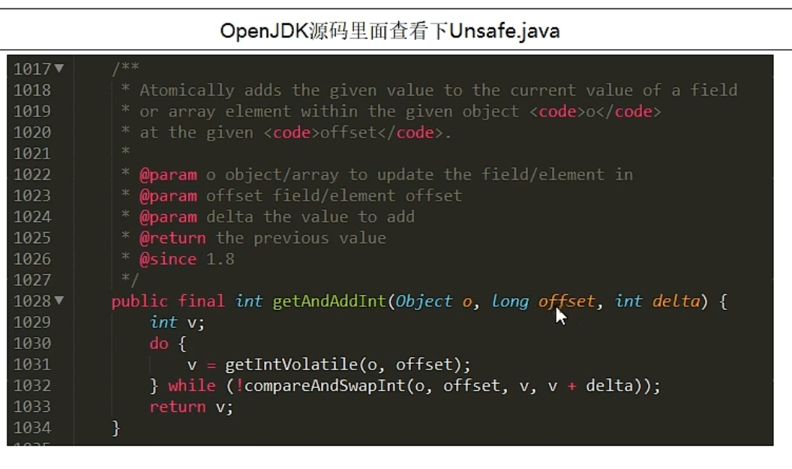 OpenJDK源码里面查看下Unsafe.java
1017▼ /**
1018 * Atomically adds the given value to the current value of a field
1019 * or array element within the given object <code>o</code>
1020 * at the given <code>offset</code>.
1021 *
1022 * @param o object/array to update the field/element in
1023 * @param offset field/element offset
1024 * @param delta the value to add
1025 * @return the previous value
1026 * @since 1.8
1027 */
1028▼ public final int getAndAddInt(Object o, long offset, int delta) {
1029 int v;
1030 do {
1031 v = getIntVolatile(o, offset);
1032 } while (!compareAndSwapInt(o, offset, v, v + delta));
1033 return v;
1034 }